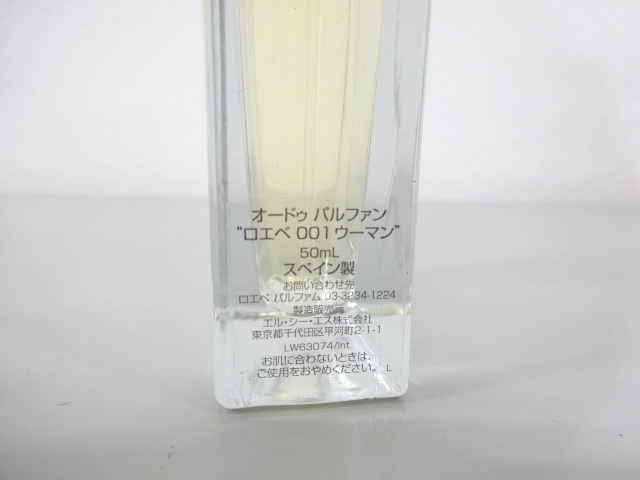 オードゥ パルファン
"ロエベ 001 ウーマン"
50mL
スペイン製
お問い合わせ先
ロエベ パルファム 03-3234-1224
製造販売元
エル・シー・エス株式会社
東京都千代田区平河町2-1-1
LW63074/int
お肌に合わないときは、
ご使用をおやめください。 L